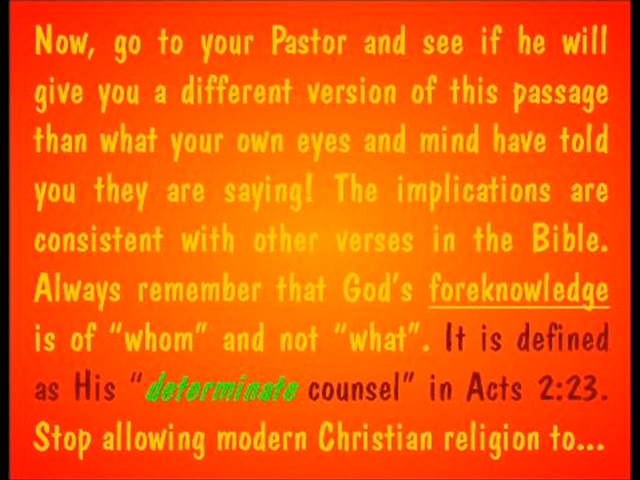 Now, go to your Pastor and see if he will
give you a different version of this passage
than what your own eyes and mind have told
you they are saying! The implications are
consistent with other verses in the Bible.
Always remember that God's foreknowledge
is of “whom” and not “what”. It is defined
as His “determinate counsel” in Acts 2:23.
Stop allowing modern Christian religion to...